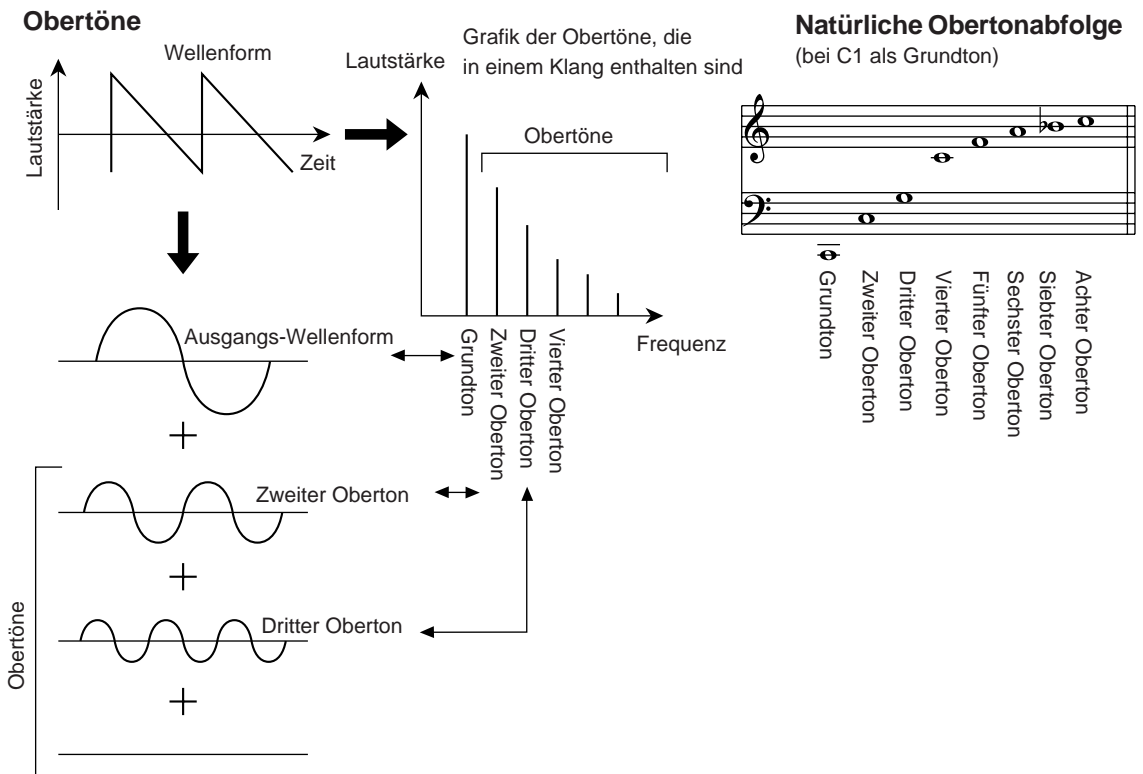 Obertöne
Wellenform
Lautstärke
Zeit
Grafik der Obertöne, die
in einem Klang enthalten sind
Lautstärke
Obertöne
Frequenz
Grundton
Zweiter Oberton
Dritter Oberton
Vierter Oberton
Natürliche Obertonabfolge
(bei C1 als Grundton)
Grundton
Zweiter Oberton
Dritter Oberton
Vierter Oberton
Fünfter Oberton
Sechster Oberton
Siebter Oberton
Achter Oberton
Ausgangs-Wellenform
+
Zweiter Oberton
+
Dritter Oberton
+
Obertöne